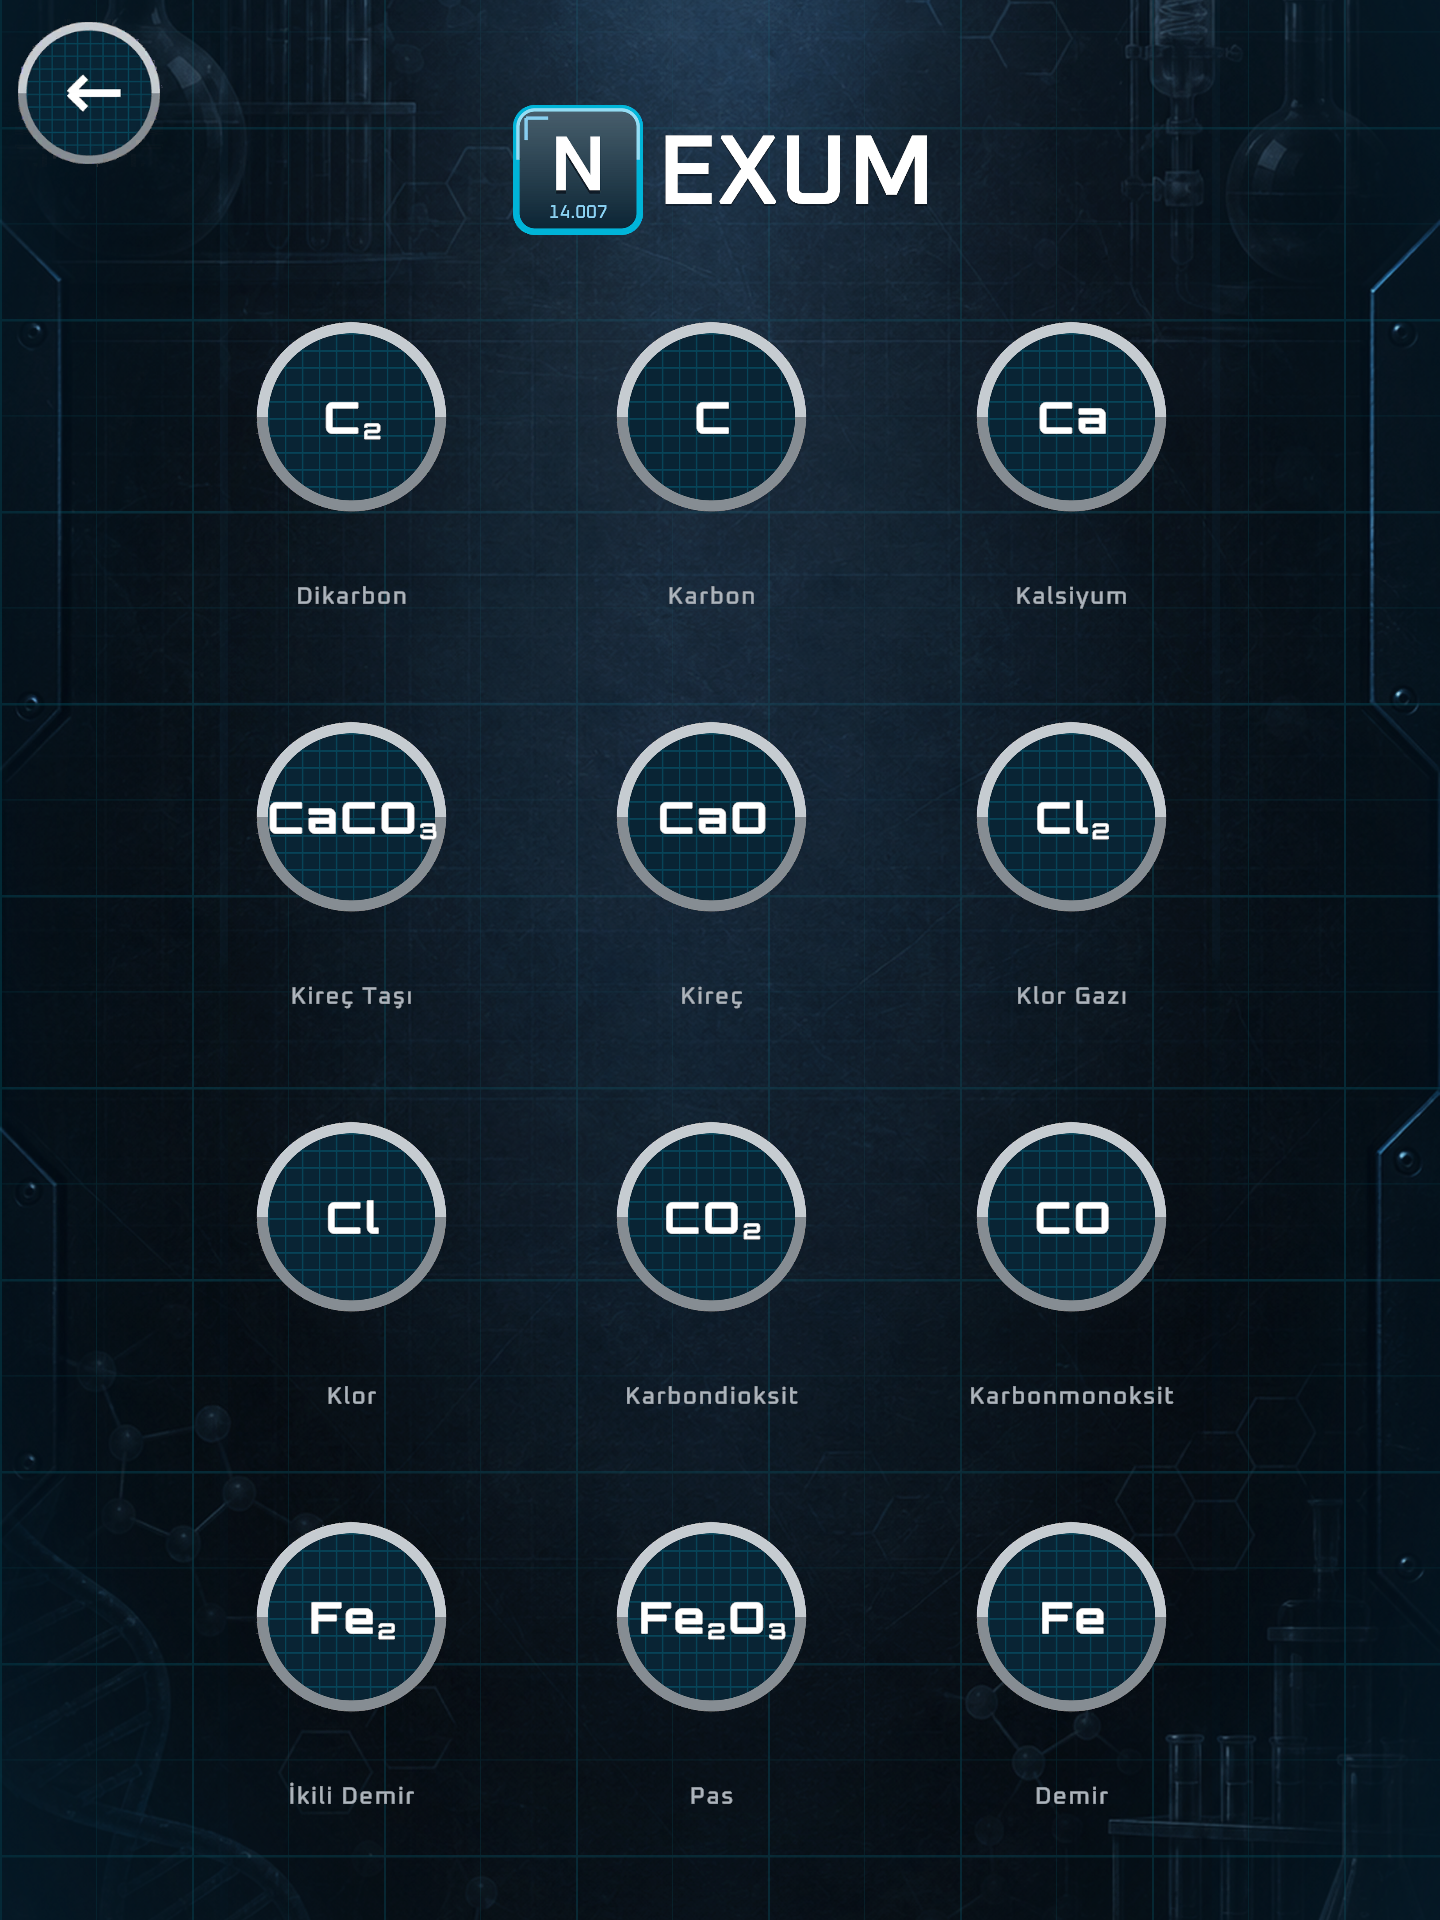 N EXUM
14.007
C₂ C Ca
Dikarbon Karbon Kalsiyum
CaCO₃ CaO Cl₂
Kireç Taşı Kireç Klor Gazı
Cl CO₂ CO
Klor Karbondioksit Karbonmonoksit
Fe₂ Fe₂O₃ Fe
İkili Demir Pas Demir